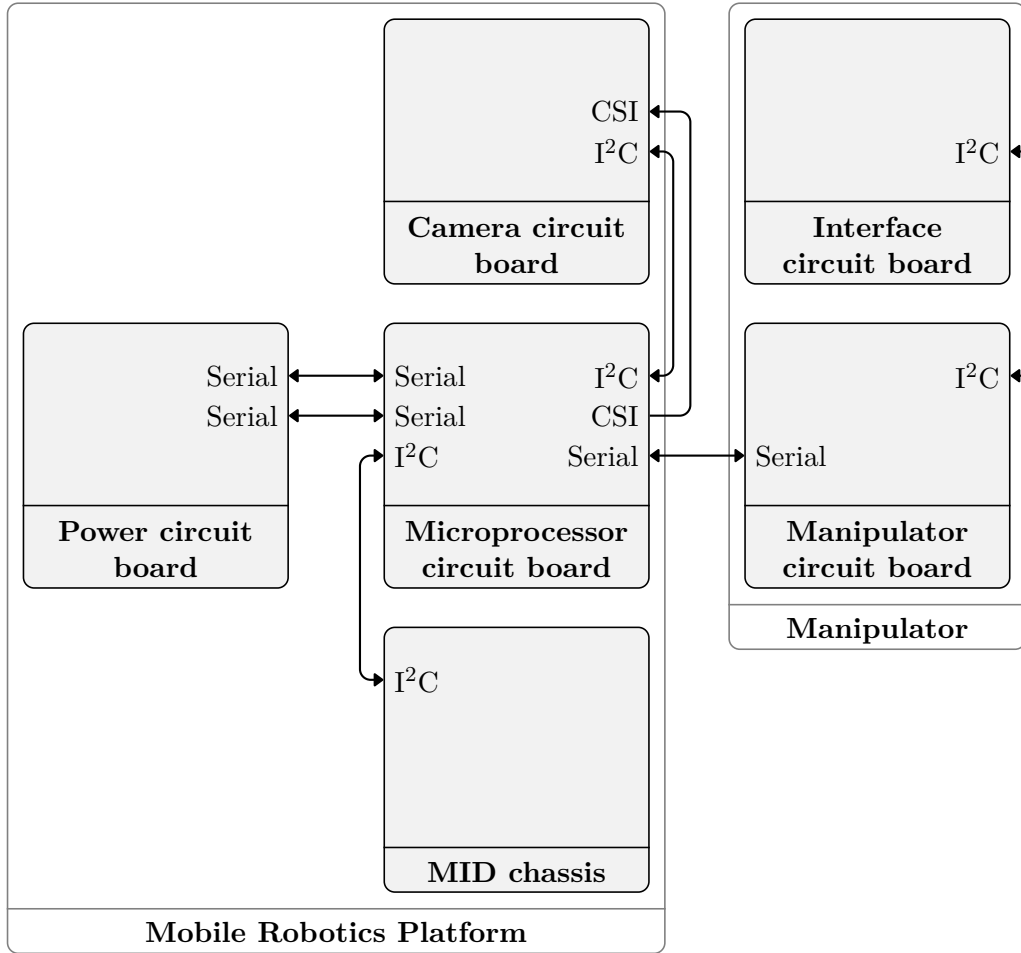 CSI
I²C
Camera circuit
board
I²C
Interface
circuit board
Serial
Serial
Power circuit
board
Serial
Serial
I²C
I²C
CSI
Serial
Microprocessor
circuit board
I²C
Serial
Manipulator
circuit board
Manipulator
I²C
MID chassis
Mobile Robotics Platform